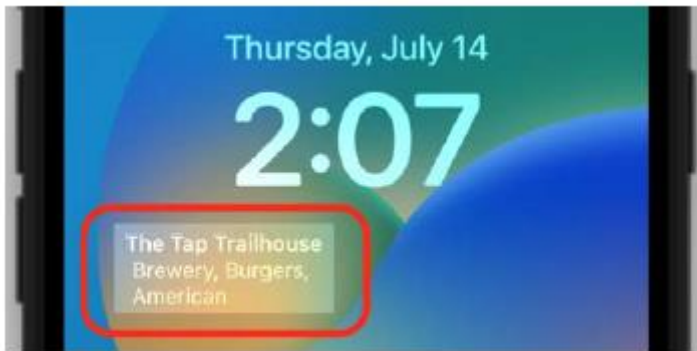 Thursday, July 14
2:07
The Tap Trailhouse
Brewery, Burgers,
American